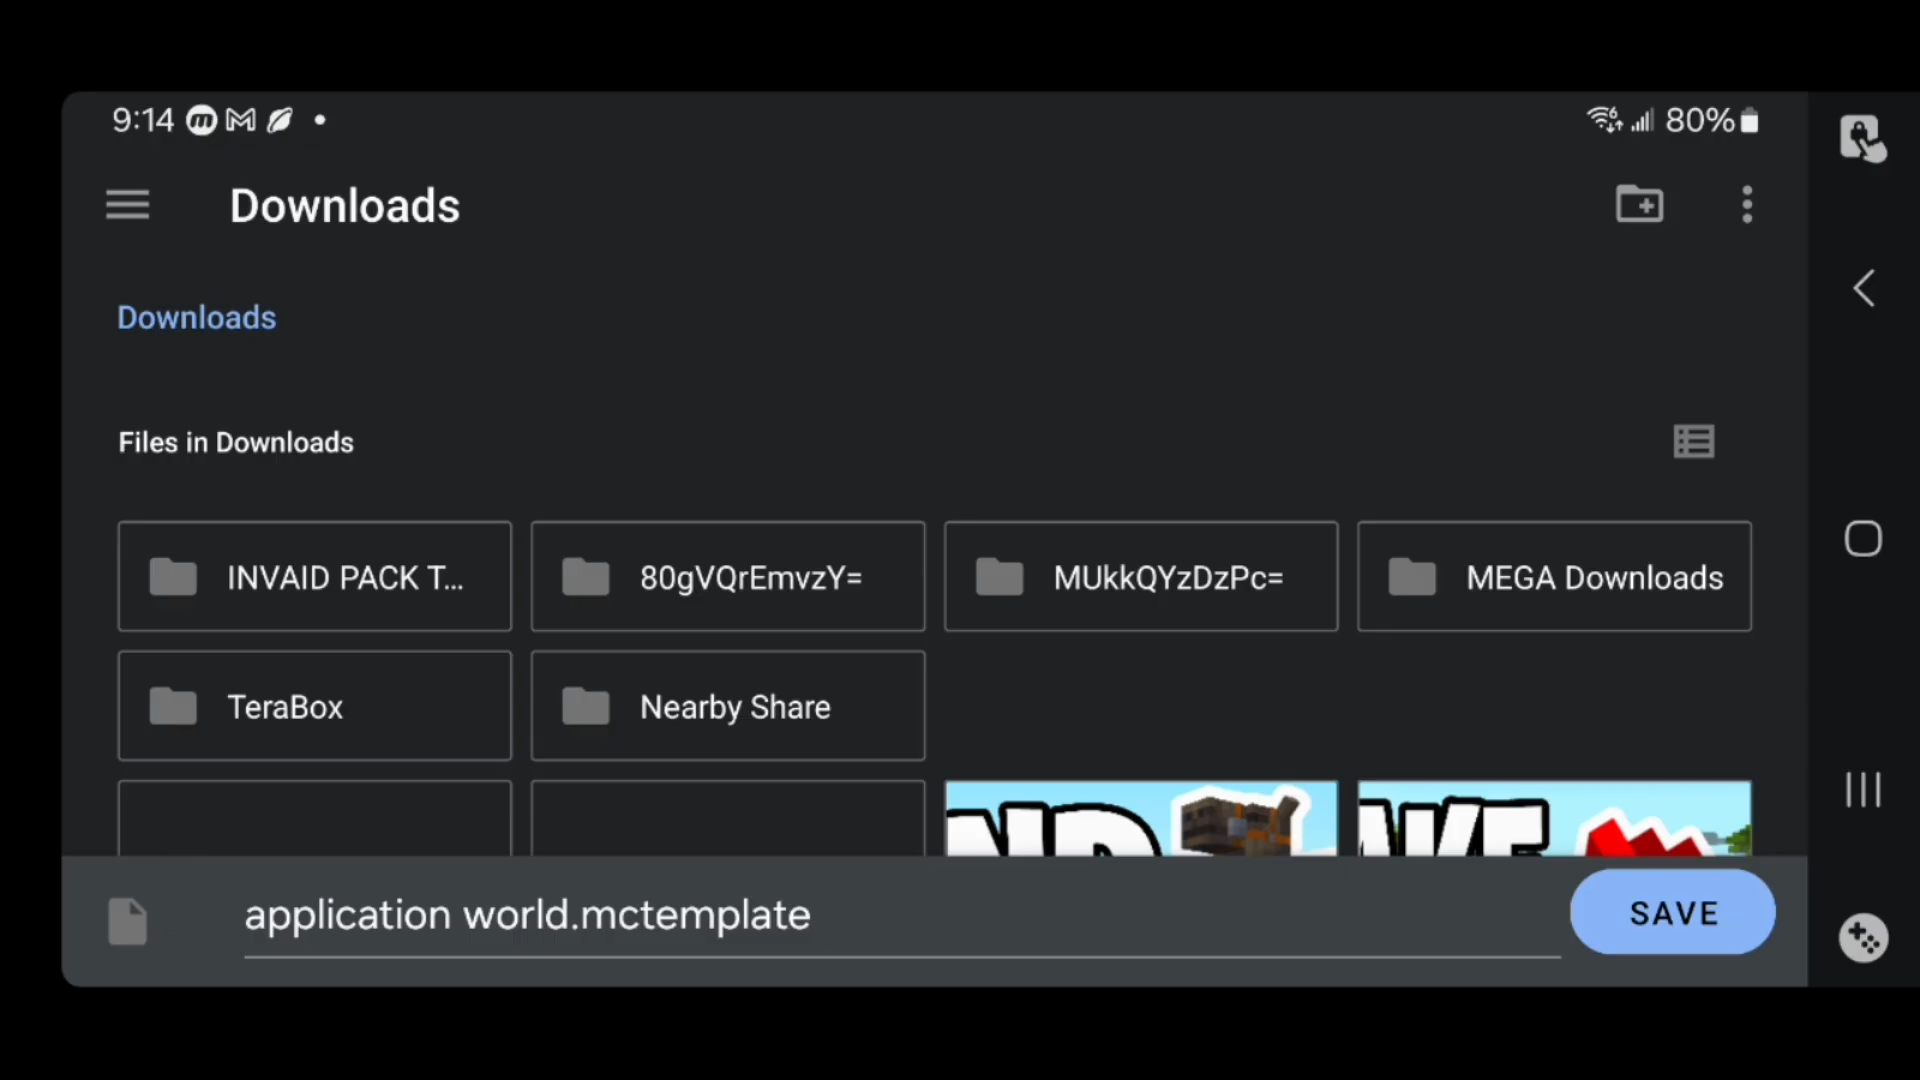 9:14 80%
Downloads
Downloads
Files in Downloads
INVAID PACK T... 80gVQrEmvzY= MUkkQYzDzPc= MEGA Downloads
TeraBox Nearby Share
application world.mctemplate SAVE